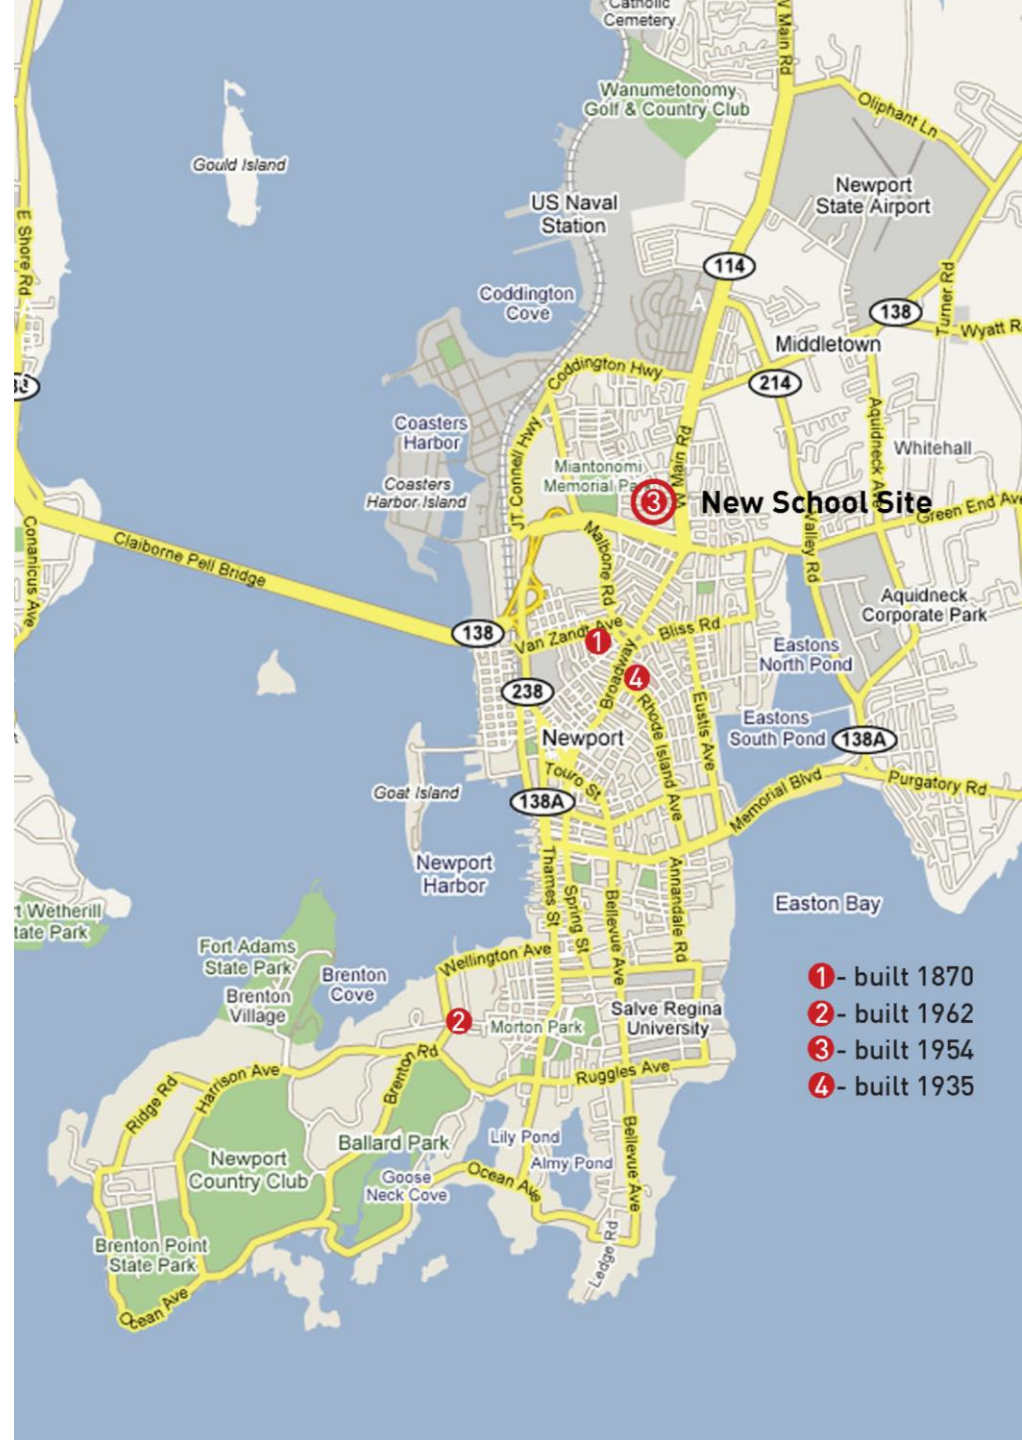 Catholic
Cemetery
W Main Rd
Wanumetonomy
Golf & Country Club
Oliphant Ln
Gould Island
US Naval
Station
Newport
State Airport
E Shore Rd
114
A
Coddington
Cove
138
Turner Rd
Wyatt R
Middletown
Coddington Hwy
214
Coasters
Harbor
JT Connell Hwy
W Main Rd
Aquidneck Ave
Whitehall
Miantonomi
Memorial Pa
Coasters
Harbor Island
3
New School Site
Green End Ave
Conanicus Ave
Claiborne Pell Bridge
Malbone Rd
Valley Rd
Aquidneck
Corporate Park
138
Van Zandt Ave
1
Bliss Rd
Eastons
North Pond
Broadway
4
238
Rhode Island Ave
Eustis Ave
Eastons
South Pond
138A
Newport
Touro St
Goat Island
138A
Memorial Blvd
Purgatory Rd
Newport
Harbor
Thames St
Spring St
Bellevue Ave
Annandale Rd
Easton Bay
t Wetherill
tate Park
Fort Adams
State Park
Wellington Ave
Brenton
Cove
Brenton
Village
2
Morton Park
Salve Regina
University
1 - built 1870
2 - built 1962
3 - built 1954
4 - built 1935
Brenton Rd
Harrison Ave
Ruggles Ave
Ridge Rd
Ballard Park
Lily Pond
Bellevue Ave
Newport
Country Club
Goose
Neck Cove
Ocean Ave
Almy Pond
Brenton Point
State Park
Ledge Rd
Ocean Ave